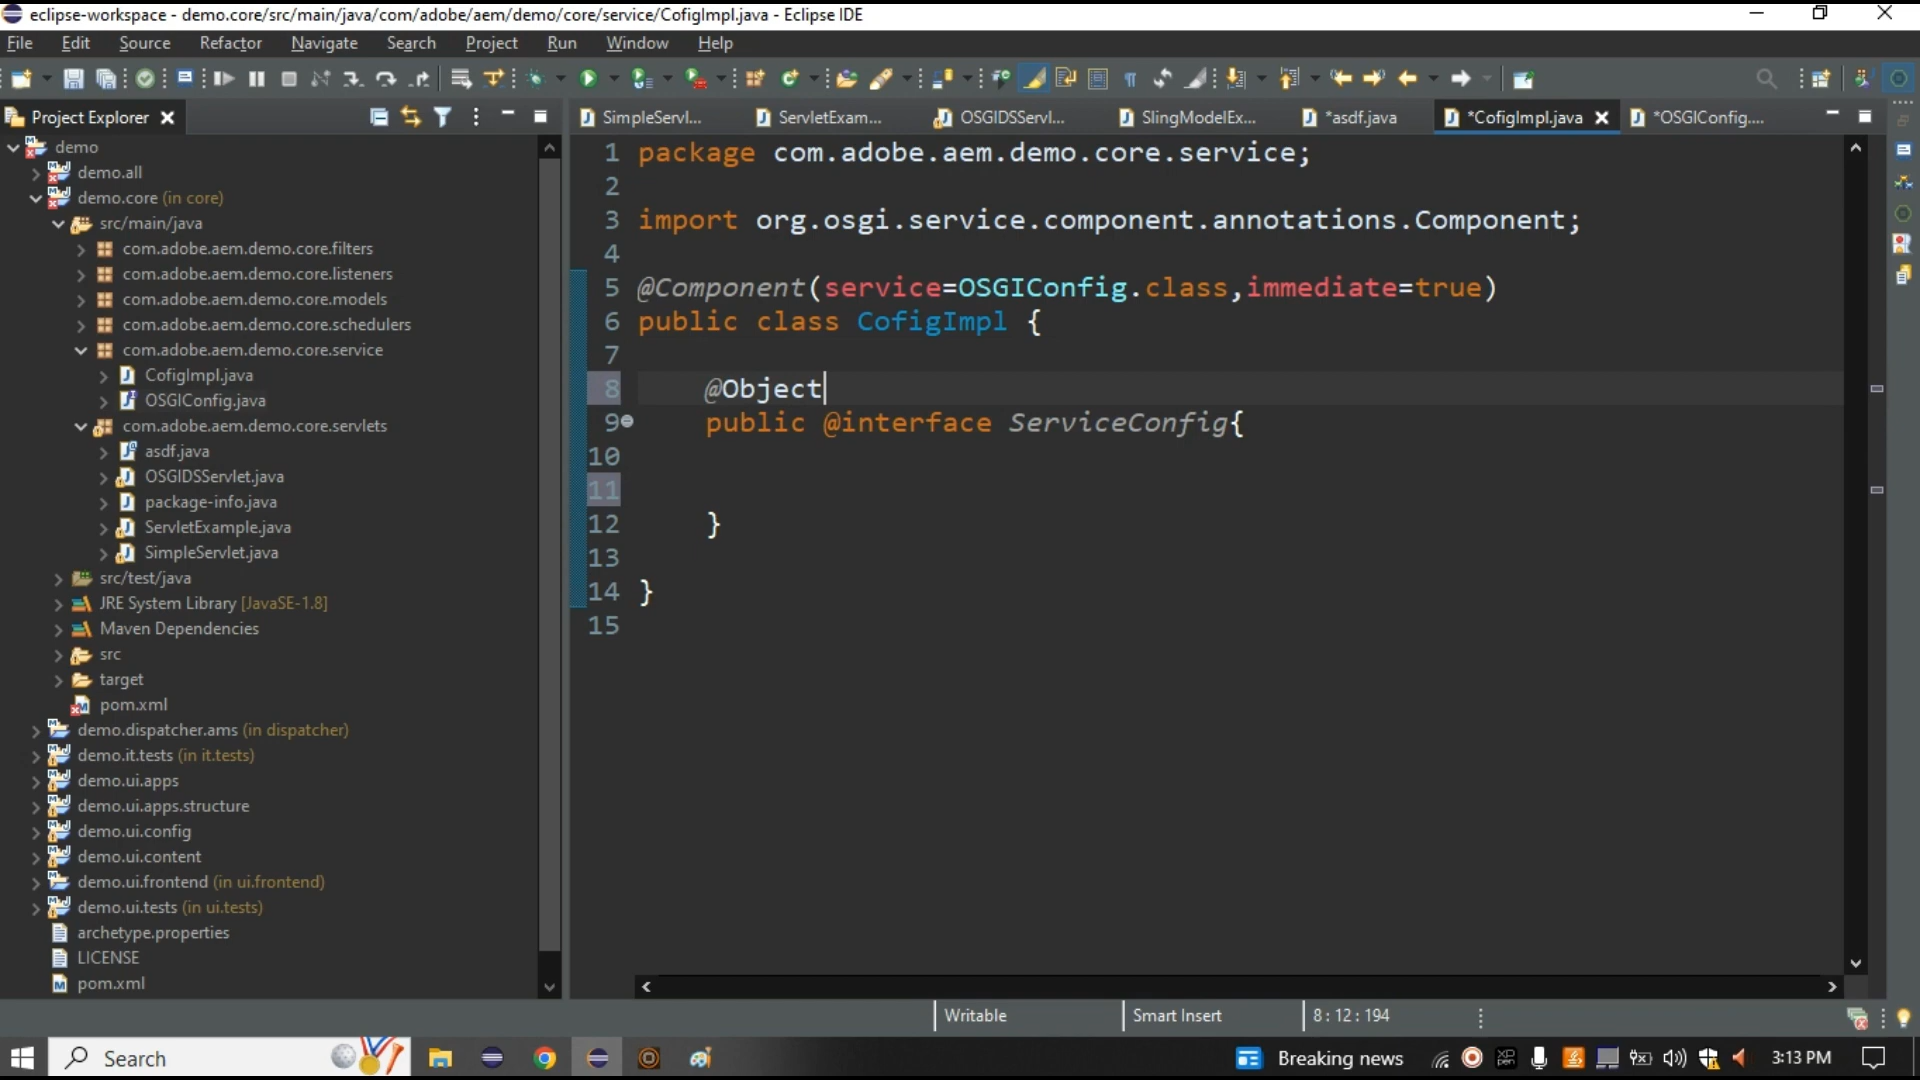 eclipse-workspace - demo.core/src/main/java/com/adobe/aem/demo/core/service/CofigImpl.java - Eclipse IDE
File Edit Source Refactor Navigate Search Project Run Window Help
Project Explorer
SimpleServl... ServletExam... OSGIDSServl... SlingModelEx... *asdf.java *CofigImpl.java *OSGIConfig....
demo
demo.all
demo.core (in core)
src/main/java
com.adobe.aem.demo.core.filters
com.adobe.aem.demo.core.listeners
com.adobe.aem.demo.core.models
com.adobe.aem.demo.core.schedulers
com.adobe.aem.demo.core.service
CofigImpl.java
OSGIConfig.java
com.adobe.aem.demo.core.servlets
asdf.java
OSGIDSServlet.java
package-info.java
ServletExample.java
SimpleServlet.java
src/test/java
JRE System Library [JavaSE-1.8]
Maven Dependencies
src
target
pom.xml
demo.dispatcher.ams (in dispatcher)
demo.it.tests (in it.tests)
demo.ui.apps
demo.ui.apps.structure
demo.ui.config
demo.ui.content
demo.ui.frontend (in ui.frontend)
demo.ui.tests (in ui.tests)
archetype.properties
LICENSE
pom.xml
1 package com.adobe.aem.demo.core.service;
2
3 import org.osgi.service.component.annotations.Component;
4
5 @Component(service=OSGIConfig.class,immediate=true)
6 public class CofigImpl {
7
8 @Object
9 public @interface ServiceConfig{
10
11
12 }
13
14 }
15
Writable Smart Insert 8 : 12 : 194
Search Breaking news 3:13 PM